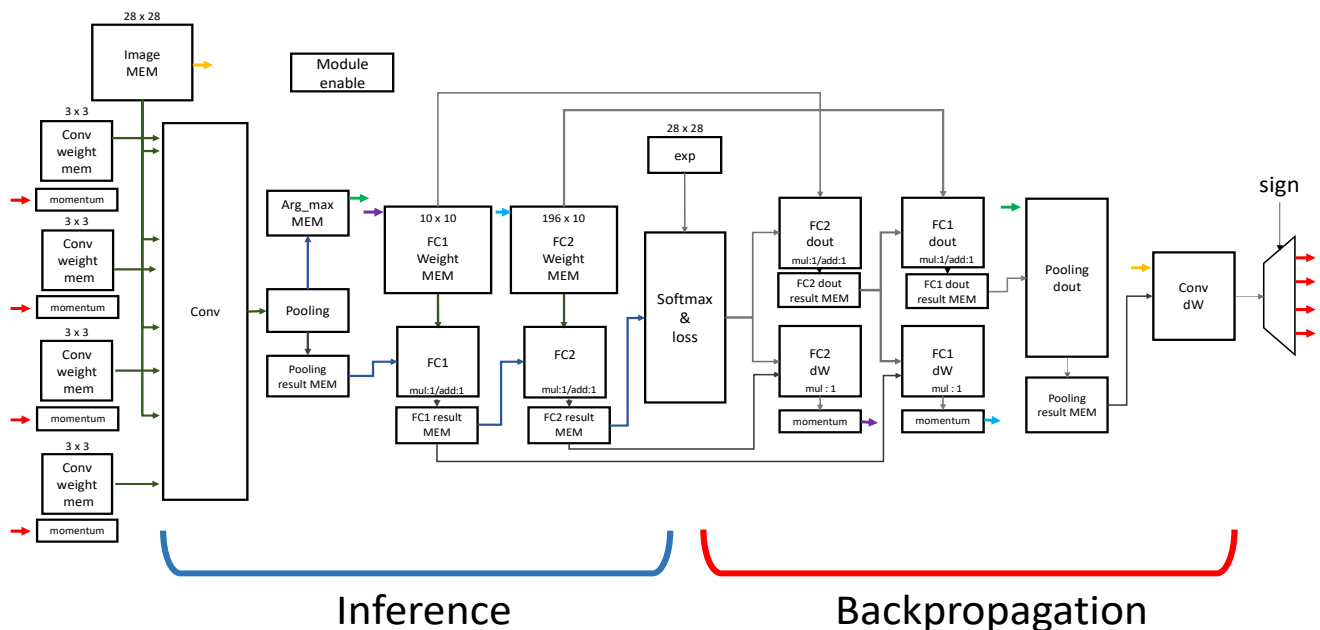 28 x 28
Image
MEM
Module
enable
3 x 3
Conv
weight
mem
momentum
3 x 3
Conv
weight
mem
momentum
3 x 3
Conv
weight
mem
momentum
3 x 3
Conv
weight
mem
momentum
Conv
Arg_max
MEM
Pooling
Pooling
result MEM
10 x 10
FC1
Weight
MEM
FC1
mul:1/add:1
FC1 result
MEM
196 x 10
FC2
Weight
MEM
FC2
mul:1/add:1
FC2 result
MEM
28 x 28
exp
Softmax
&
loss
FC2
dout
mul:1/add:1
FC2 dout
result MEM
FC2
dW
mul : 1
momentum
FC1
dout
mul:1/add:1
FC1 dout
result MEM
FC1
dW
mul : 1
momentum
Pooling
dout
Pooling
result MEM
Conv
dW
sign
Inference
Backpropagation